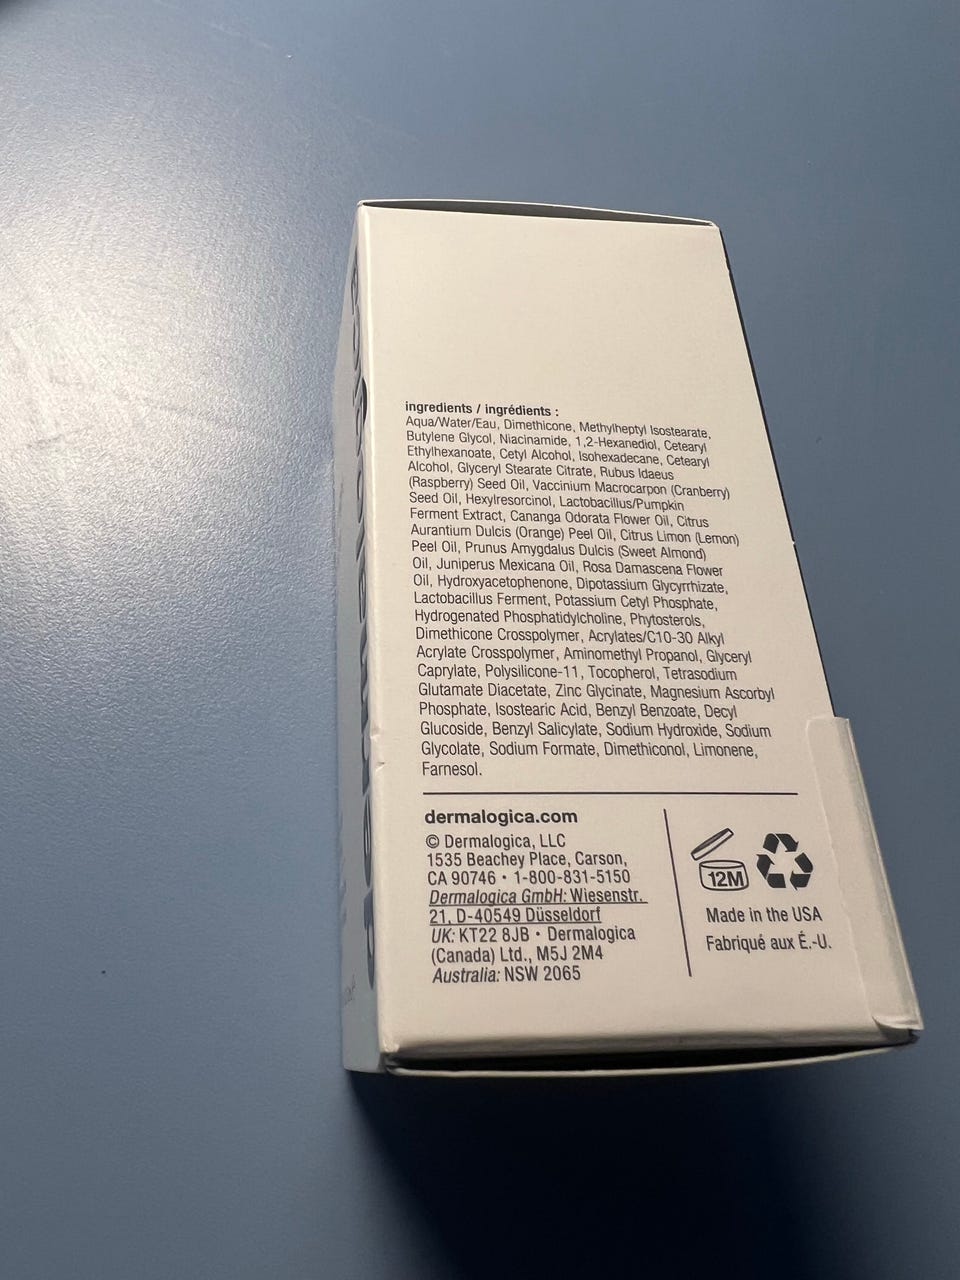 ingredients / ingrédients :
Aqua/Water/Eau, Dimethicone, Methylheptyl Isostearate,
Butylene Glycol, Niacinamide, 1,2-Hexanediol, Cetearyl
Ethylhexanoate, Cetyl Alcohol, Isohexadecane, Cetearyl
Alcohol, Glyceryl Stearate Citrate, Rubus Idaeus
(Raspberry) Seed Oil, Vaccinium Macrocarpon (Cranberry)
Seed Oil, Hexylresorcinol, Lactobacillus/Pumpkin
Ferment Extract, Cananga Odorata Flower Oil, Citrus
Aurantium Dulcis (Orange) Peel Oil, Citrus Limon (Lemon)
Peel Oil, Prunus Amygdalus Dulcis (Sweet Almond)
Oil, Juniperus Mexicana Oil, Rosa Damascena Flower
Oil, Hydroxyacetophenone, Dipotassium Glycyrrhizate,
Lactobacillus Ferment, Potassium Cetyl Phosphate,
Hydrogenated Phosphatidylcholine, Phytosterols,
Dimethicone Crosspolymer, Acrylates/C10-30 Alkyl
Acrylate Crosspolymer, Aminomethyl Propanol, Glyceryl
Caprylate, Polysilicone-11, Tocopherol, Tetrasodium
Glutamate Diacetate, Zinc Glycinate, Magnesium Ascorbyl
Phosphate, Isostearic Acid, Benzyl Benzoate, Decyl
Glucoside, Benzyl Salicylate, Sodium Hydroxide, Sodium
Glycolate, Sodium Formate, Dimethiconol, Limonene,
Farnesol.
dermalogica.com
© Dermalogica, LLC
1535 Beachey Place, Carson,
CA 90746 • 1-800-831-5150
Dermalogica GmbH: Wiesenstr.
21, D-40549 Düsseldorf
UK: KT22 8JB • Dermalogica
(Canada) Ltd., M5J 2M4
Australia: NSW 2065
12M
Made in the USA
Fabriqué aux É.-U.
dermalogica